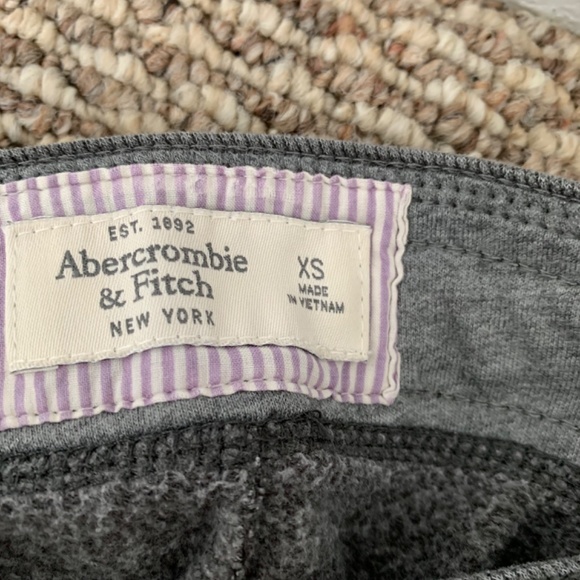 EST. 1892
Abercrombie
& Fitch
NEW YORK
XS
MADE
IN VIETNAM